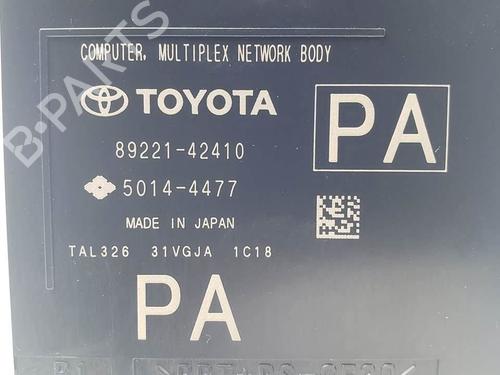 COMPUTER, MULTIPLEX NETWORK BODY
TOYOTA
PA
89221-42410
5014-4477
MADE IN JAPAN
TAL326 31VGJA 1C18
PA
B-PARTS